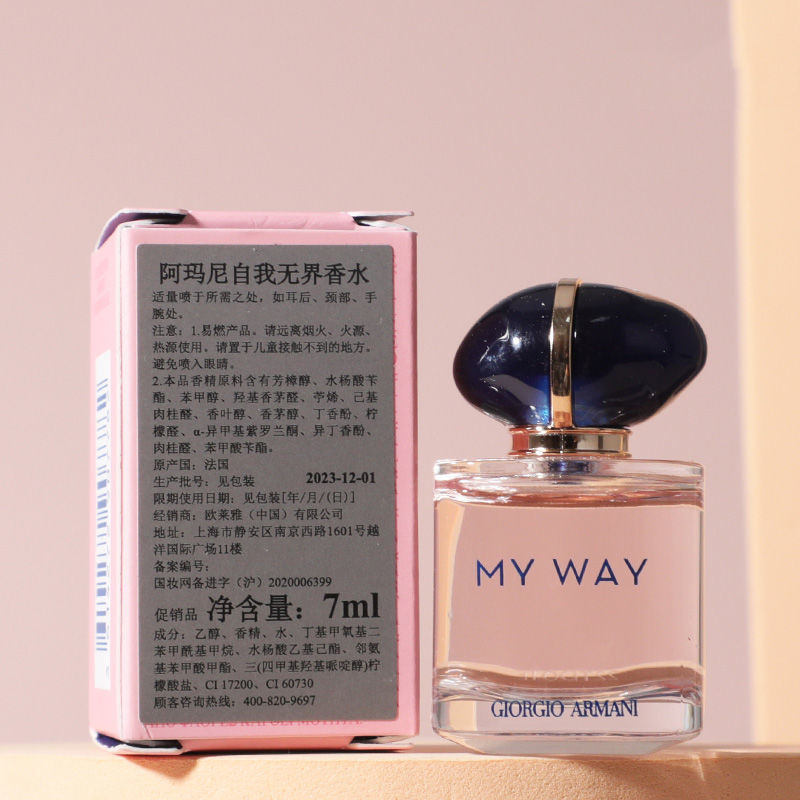 阿玛尼自我无界香水
适量喷于所需之处，如耳后、颈部、手
腕处。
注意：1.易燃产品。请远离烟火、火源、
热源使用。请置于儿童接触不到的地方。
避免喷入眼睛。
2.本品香精原料含有芳樟醇、水杨酸苄
酯、苯甲醇、羟基香茅醛、苧烯、己基
肉桂醛、香叶醇、香茅醇、丁香酚、柠
檬醛、α-异甲基紫罗兰酮、异丁香酚、
肉桂醛、苯甲酸苄酯。
原产国：法国
生产批号：见包装 2023-12-01
限期使用日期：见包装[年/月/(日)]
经销商：欧莱雅（中国）有限公司
地址：上海市静安区南京西路1601号越
洋国际广场11楼
备案编号：
国妆网备进字（沪）2020006399
促销品 净含量：7ml
成分：乙醇、香精、水、丁基甲氧基二
苯甲酰基甲烷、水杨酸乙基己酯、邻氨
基苯甲酸甲酯、三(四甲基羟基哌啶醇)柠
檬酸盐、CI 17200、CI 60730
顾客咨询热线：400-820-9697
MY WAY
GIORGIO ARMANI